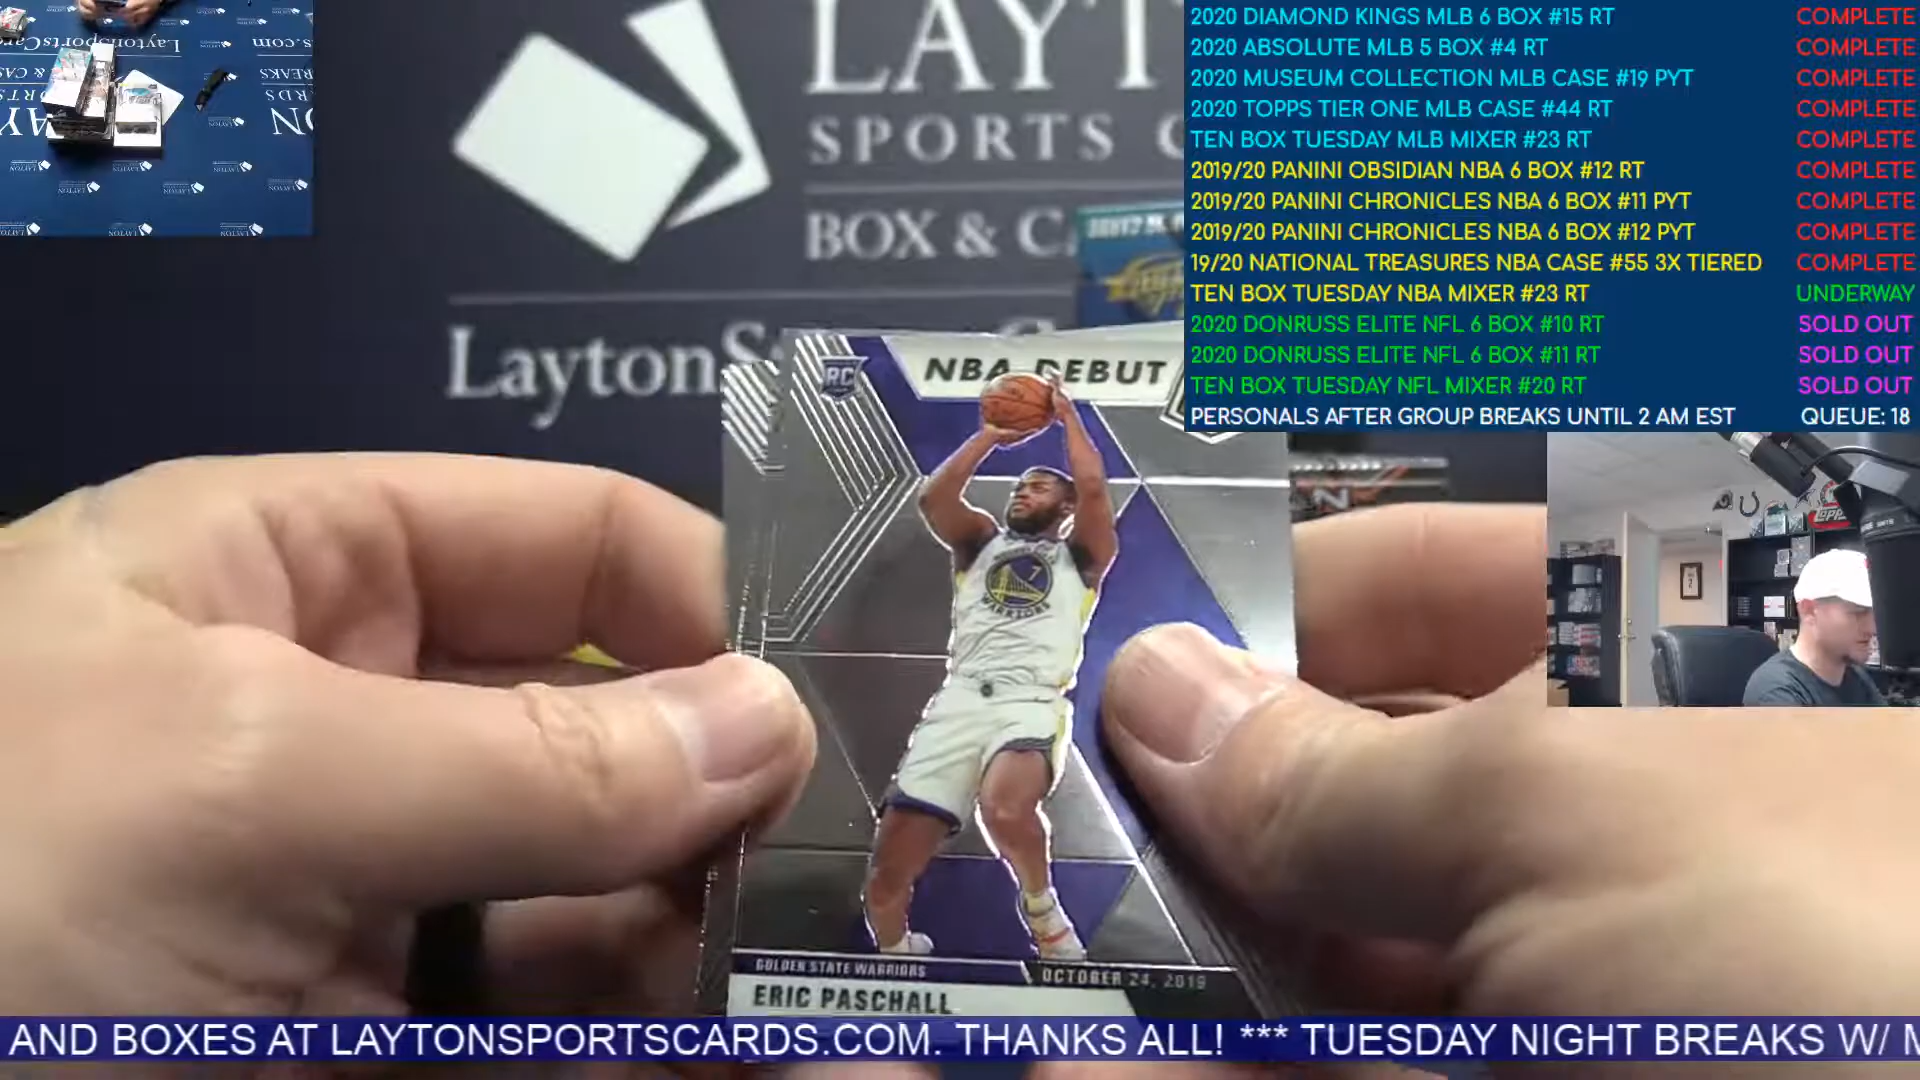 LaytonSportsCards
LAYT
SPORTS C
BOX & C
LaytonS
2020 DIAMOND KINGS MLB 6 BOX #15 RT COMPLETE
2020 ABSOLUTE MLB 5 BOX #4 RT COMPLETE
2020 MUSEUM COLLECTION MLB CASE #19 PYT COMPLETE
2020 TOPPS TIER ONE MLB CASE #44 RT COMPLETE
TEN BOX TUESDAY MLB MIXER #23 RT COMPLETE
2019/20 PANINI OBSIDIAN NBA 6 BOX #12 RT COMPLETE
2019/20 PANINI CHRONICLES NBA 6 BOX #11 PYT COMPLETE
2019/20 PANINI CHRONICLES NBA 6 BOX #12 PYT COMPLETE
19/20 NATIONAL TREASURES NBA CASE #55 3X TIERED COMPLETE
TEN BOX TUESDAY NBA MIXER #23 RT UNDERWAY
2020 DONRUSS ELITE NFL 6 BOX #10 RT SOLD OUT
2020 DONRUSS ELITE NFL 6 BOX #11 RT SOLD OUT
TEN BOX TUESDAY NFL MIXER #20 RT SOLD OUT
PERSONALS AFTER GROUP BREAKS UNTIL 2 AM EST QUEUE: 18
RC
NBA DEBUT
7
WARRIORS
GOLDEN STATE WARRIORS
OCTOBER 24, 2019
ERIC PASCHALL
AND BOXES AT LAYTONSPORTSCARDS.COM. THANKS ALL! *** TUESDAY NIGHT BREAKS W/ M